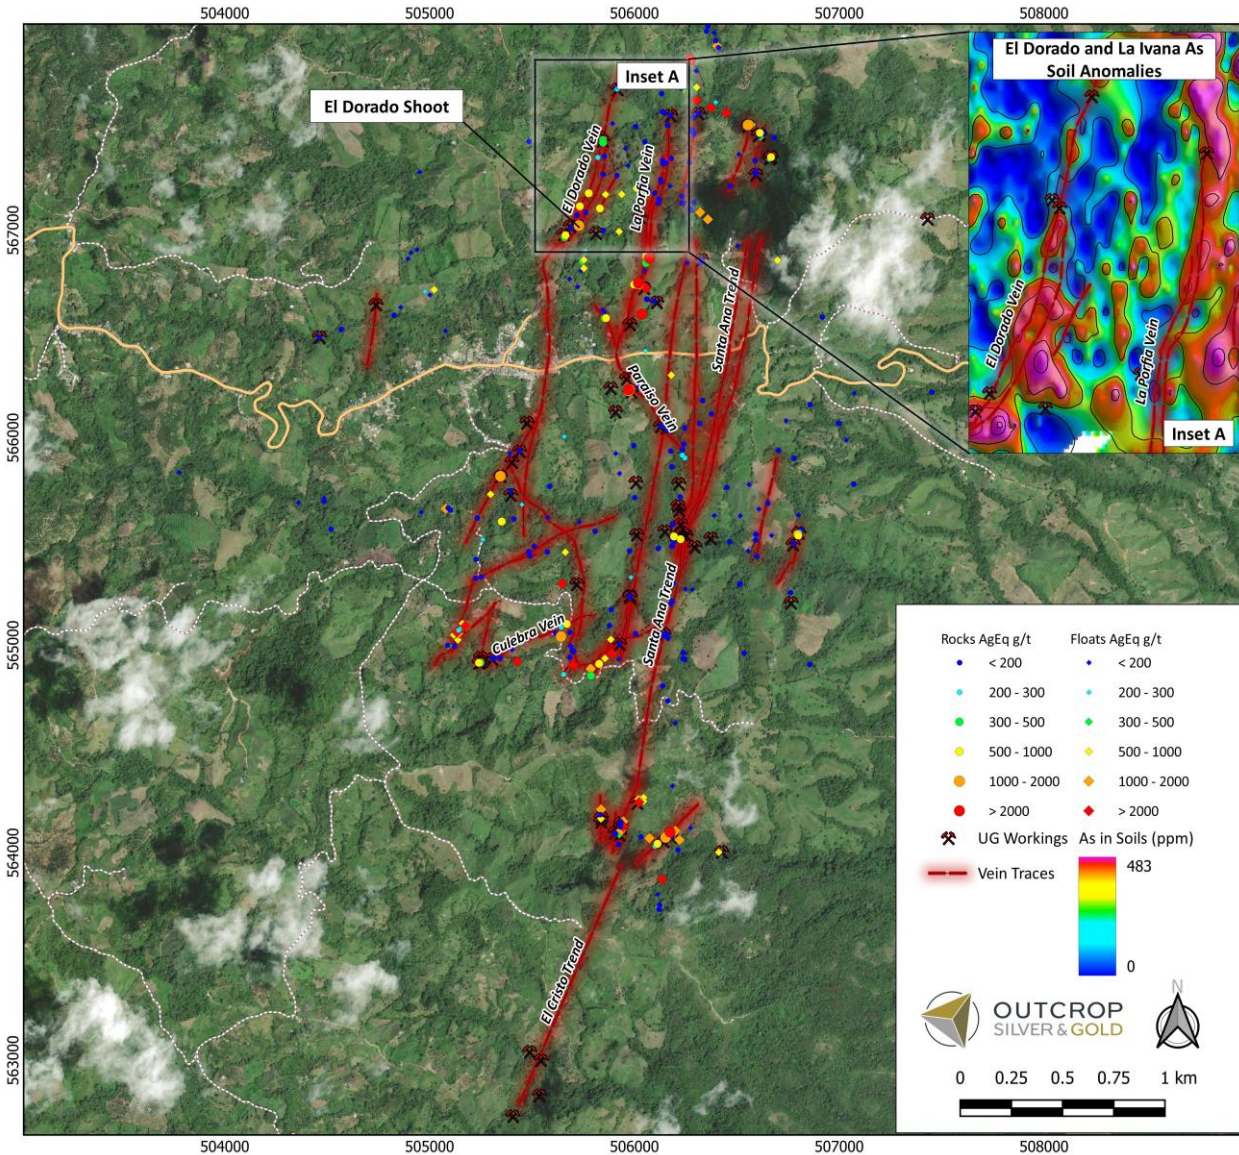 504000 505000 506000 507000 508000
El Dorado and La Ivana As
Soil Anomalies
Inset A
El Dorado Shoot
El Dorado Vein
La Porfia Vein
El Dorado Vein
La Porfia Vein
Inset A
Santa Ana Trend
Paraiso Vein
Culebra Vein
Santa Ana Trend
El Cristo Trend
567000
566000
565000
564000
563000
Rocks AgEq g/t Floats AgEq g/t
< 200 < 200
200 - 300 200 - 300
300 - 500 300 - 500
500 - 1000 500 - 1000
1000 - 2000 1000 - 2000
> 2000 > 2000
UG Workings As in Soils (ppm)
Vein Traces 483
0
OUTCROP
SILVER & GOLD
N
0 0.25 0.5 0.75 1 km
504000 505000 506000 507000 508000